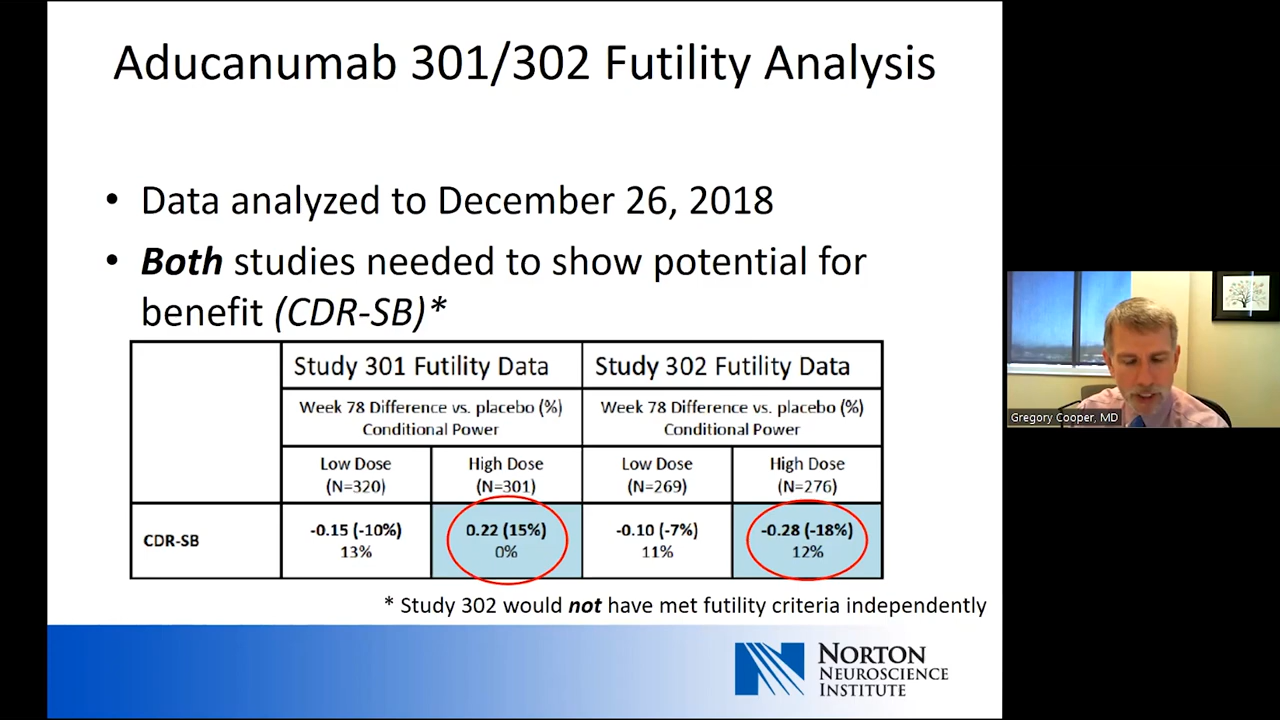 Aducanumab 301/302 Futility Analysis
• Data analyzed to December 26, 2018
• Both studies needed to show potential for
benefit (CDR-SB)*
Study 301 Futility Data
Study 302 Futility Data
Week 78 Difference vs. placebo (%)
Conditional Power
Week 78 Difference vs. placebo (%)
Conditional Power
Low Dose
(N=320)
High Dose
(N=301)
Low Dose
(N=269)
High Dose
(N=276)
CDR-SB
-0.15 (-10%)
13%
0.22 (15%)
0%
-0.10 (-7%)
11%
-0.28 (-18%)
12%
* Study 302 would not have met futility criteria independently
NORTON
NEUROSCIENCE
INSTITUTE
Gregory Cooper, MD